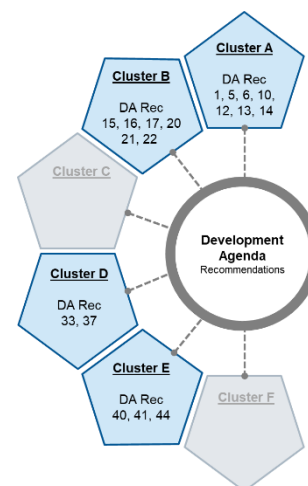 Cluster A
DA Rec
1, 5, 6, 10,
12, 13, 14
Cluster B
DA Rec
15, 16, 17, 20
21, 22
Cluster C
Development
Agenda
Recommendations
Cluster D
DA Rec
33, 37
Cluster E
DA Rec
40, 41, 44
Cluster F